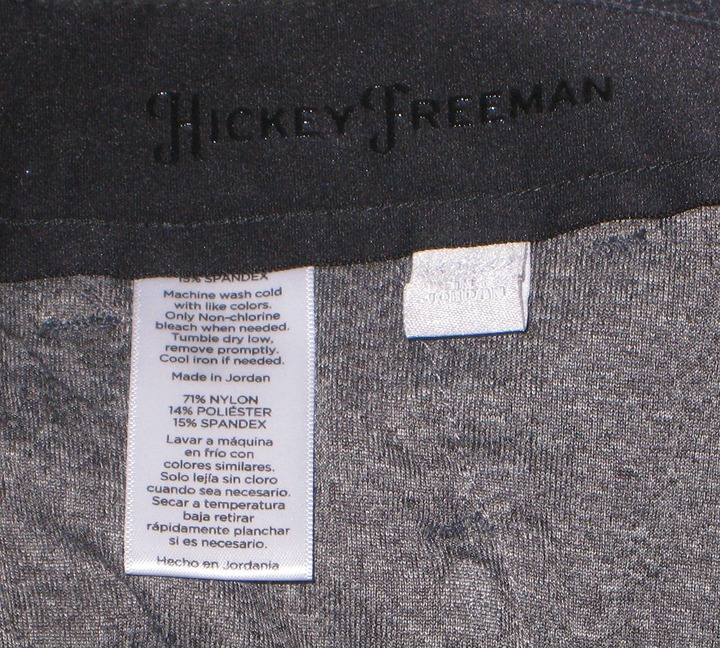 HICKEY FREEMAN
15% SPANDEX
Machine wash cold
with like colors.
Only Non-chlorine
bleach when needed.
Tumble dry low,
remove promptly.
Cool iron if needed.
Made in Jordan
71% NYLON
14% POLIÉSTER
15% SPANDEX
Lavar a máquina
en frío con
colores similares.
Solo lejía sin cloro
cuando sea necesario.
Secar a temperatura
baja retirar
rápidamente planchar
si es necesario.
Hecho en Jordania